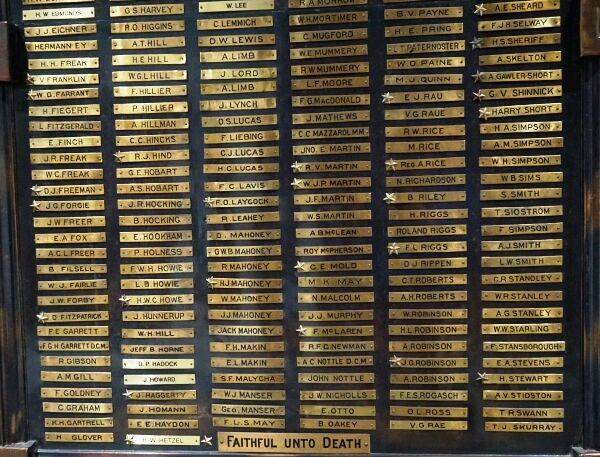 H.W. EDMUNDS
J.J. EICHNER
HERMANN EY
H.H. FREAK
V FRANKLIN
W.G. FARRANT
H. FIEGERT
L FITZGERALD
E. FINCH
J.R. FREAK
W.C. FREAK
D.J. FREEMAN
J.G. FORGIE
J.W. FREER
E.A FOX
A.C.L FREER
B. FILSELL
W.J. FAIRLIE
J.W. FORBY
D. FITZPATRICK
F.E GARRETT
F.G.H GARRETT D.C.M.
R. GIBSON
A.M. GILL
F. GOLDNEY
C. GRAHAM
K.H. GARTRELL
H GLOVER
G S HARVEY
R.O. HIGGINS
A.T. HILL
H.E. HILL
W.G.L HILL
F. HILLIER
P. HILLIER
A. HILLMAN
C.C. HINCKS
R.J. HIND
G.E. HOBART
A.S. HOBART
J.R. HOCKING
B. HOCKING
E. HOOKHAM
P. HOLNESS
F.W.H. HOWIE
L.B. HOWIE
H.W.C HOWE
J. HUNNERUP
W.H. HILL
JEFF B. HORNE
D. P. HADOCK
J. HOWARD
J. HAGGERTY
J. HOMANN
E.E. HAYDON
H.W. HETZEL
W. LEE
C. LEMMICH
D.W. LEWIS
A. LIMB
J. LORD
A. LIMB
J. LYNCH
O.S. LUCAS
F. LIEBING
C.J. LUCAS
H.C. LUCAS
F.C. LAVIS
F.O. LAYCOCK
R. LEAHEY
D. MAHONEY
G.W.B MAHONEY
R. MAHONEY
H.J. MAHONEY
W. MAHONEY
J.J. MAHONEY
JACK MAHONEY
F.H. MAKIN
E.L. MAKIN
S.F. MALYCHA
W.J. MANSER
GEO. MANSER
F.L.S. MAY
R.A. MORROW
W.H. MORTIMER
C. MUGFORD
W.E. MUMMERY
R.W. MUMMERY
L.F. MOORE
F.G. MACDONALD
J. MATHEWS
C.C. MAZZAROL M.M.
JNO. E. MARTIN
R.V. MARTIN
W.J.P. MARTIN
J.F. MARTIN
W.S. MARTIN
A.B McLEAN
ROY McPHERSON
C.E MOLD
M.K. MAY
N. MALCOLM
J.J. MURPHY
F. McLAREN
R.F.G. NEWMAN
A.C NOTTLE D.C.M.
JOHN NOTTLE
J.W. NICHOLLS
E. OTTO
B. OAKEY
B.V. PAYNE
H.E. PRING
L.T. PATERNOSTER
W.O. PAINE
M.J. QUINN
E.J. RAU
V.G. RAUE
R.W. RICE
M. RICE
REG A. RICE
N. RICHARDSON
B. RILEY
H. RIGGS
ROLAND RIGGS
F.L RIGGS
D.J RIPPEN
C.T. ROBERTS
A.H. ROBERTS
W. ROBINSON
H.L. ROBINSON
A. ROBINSON
J.G. ROBINSON
A. ROBINSON
F.E.S. ROGASCH
O.L. ROSS
V.G. RAE
A.E. SHEARD
F.J.H. SELWAY
H.S. SHERIFF
A. SKELTON
A. GAWLER-SHORT
G.V SHINNICK
HARRY SHORT
H.A. SIMPSON
A.M. SIMPSON
W.H. SIMPSON
W.B SIMS
S. SMITH
T. SIOSTROM
F. SIMPSON
A.J. SMITH
L.W. SMITH
C.R. STANDLEY
W.R. STANLEY
A.G. STANLEY
W.W. STARLING
F. STANSBOROUGH
E.A. STEVENS
H. STEWART
A.V. STIDSTON
T.R. SWANN
T. J. SKURRAY
FAITHFUL UNTO DEATH